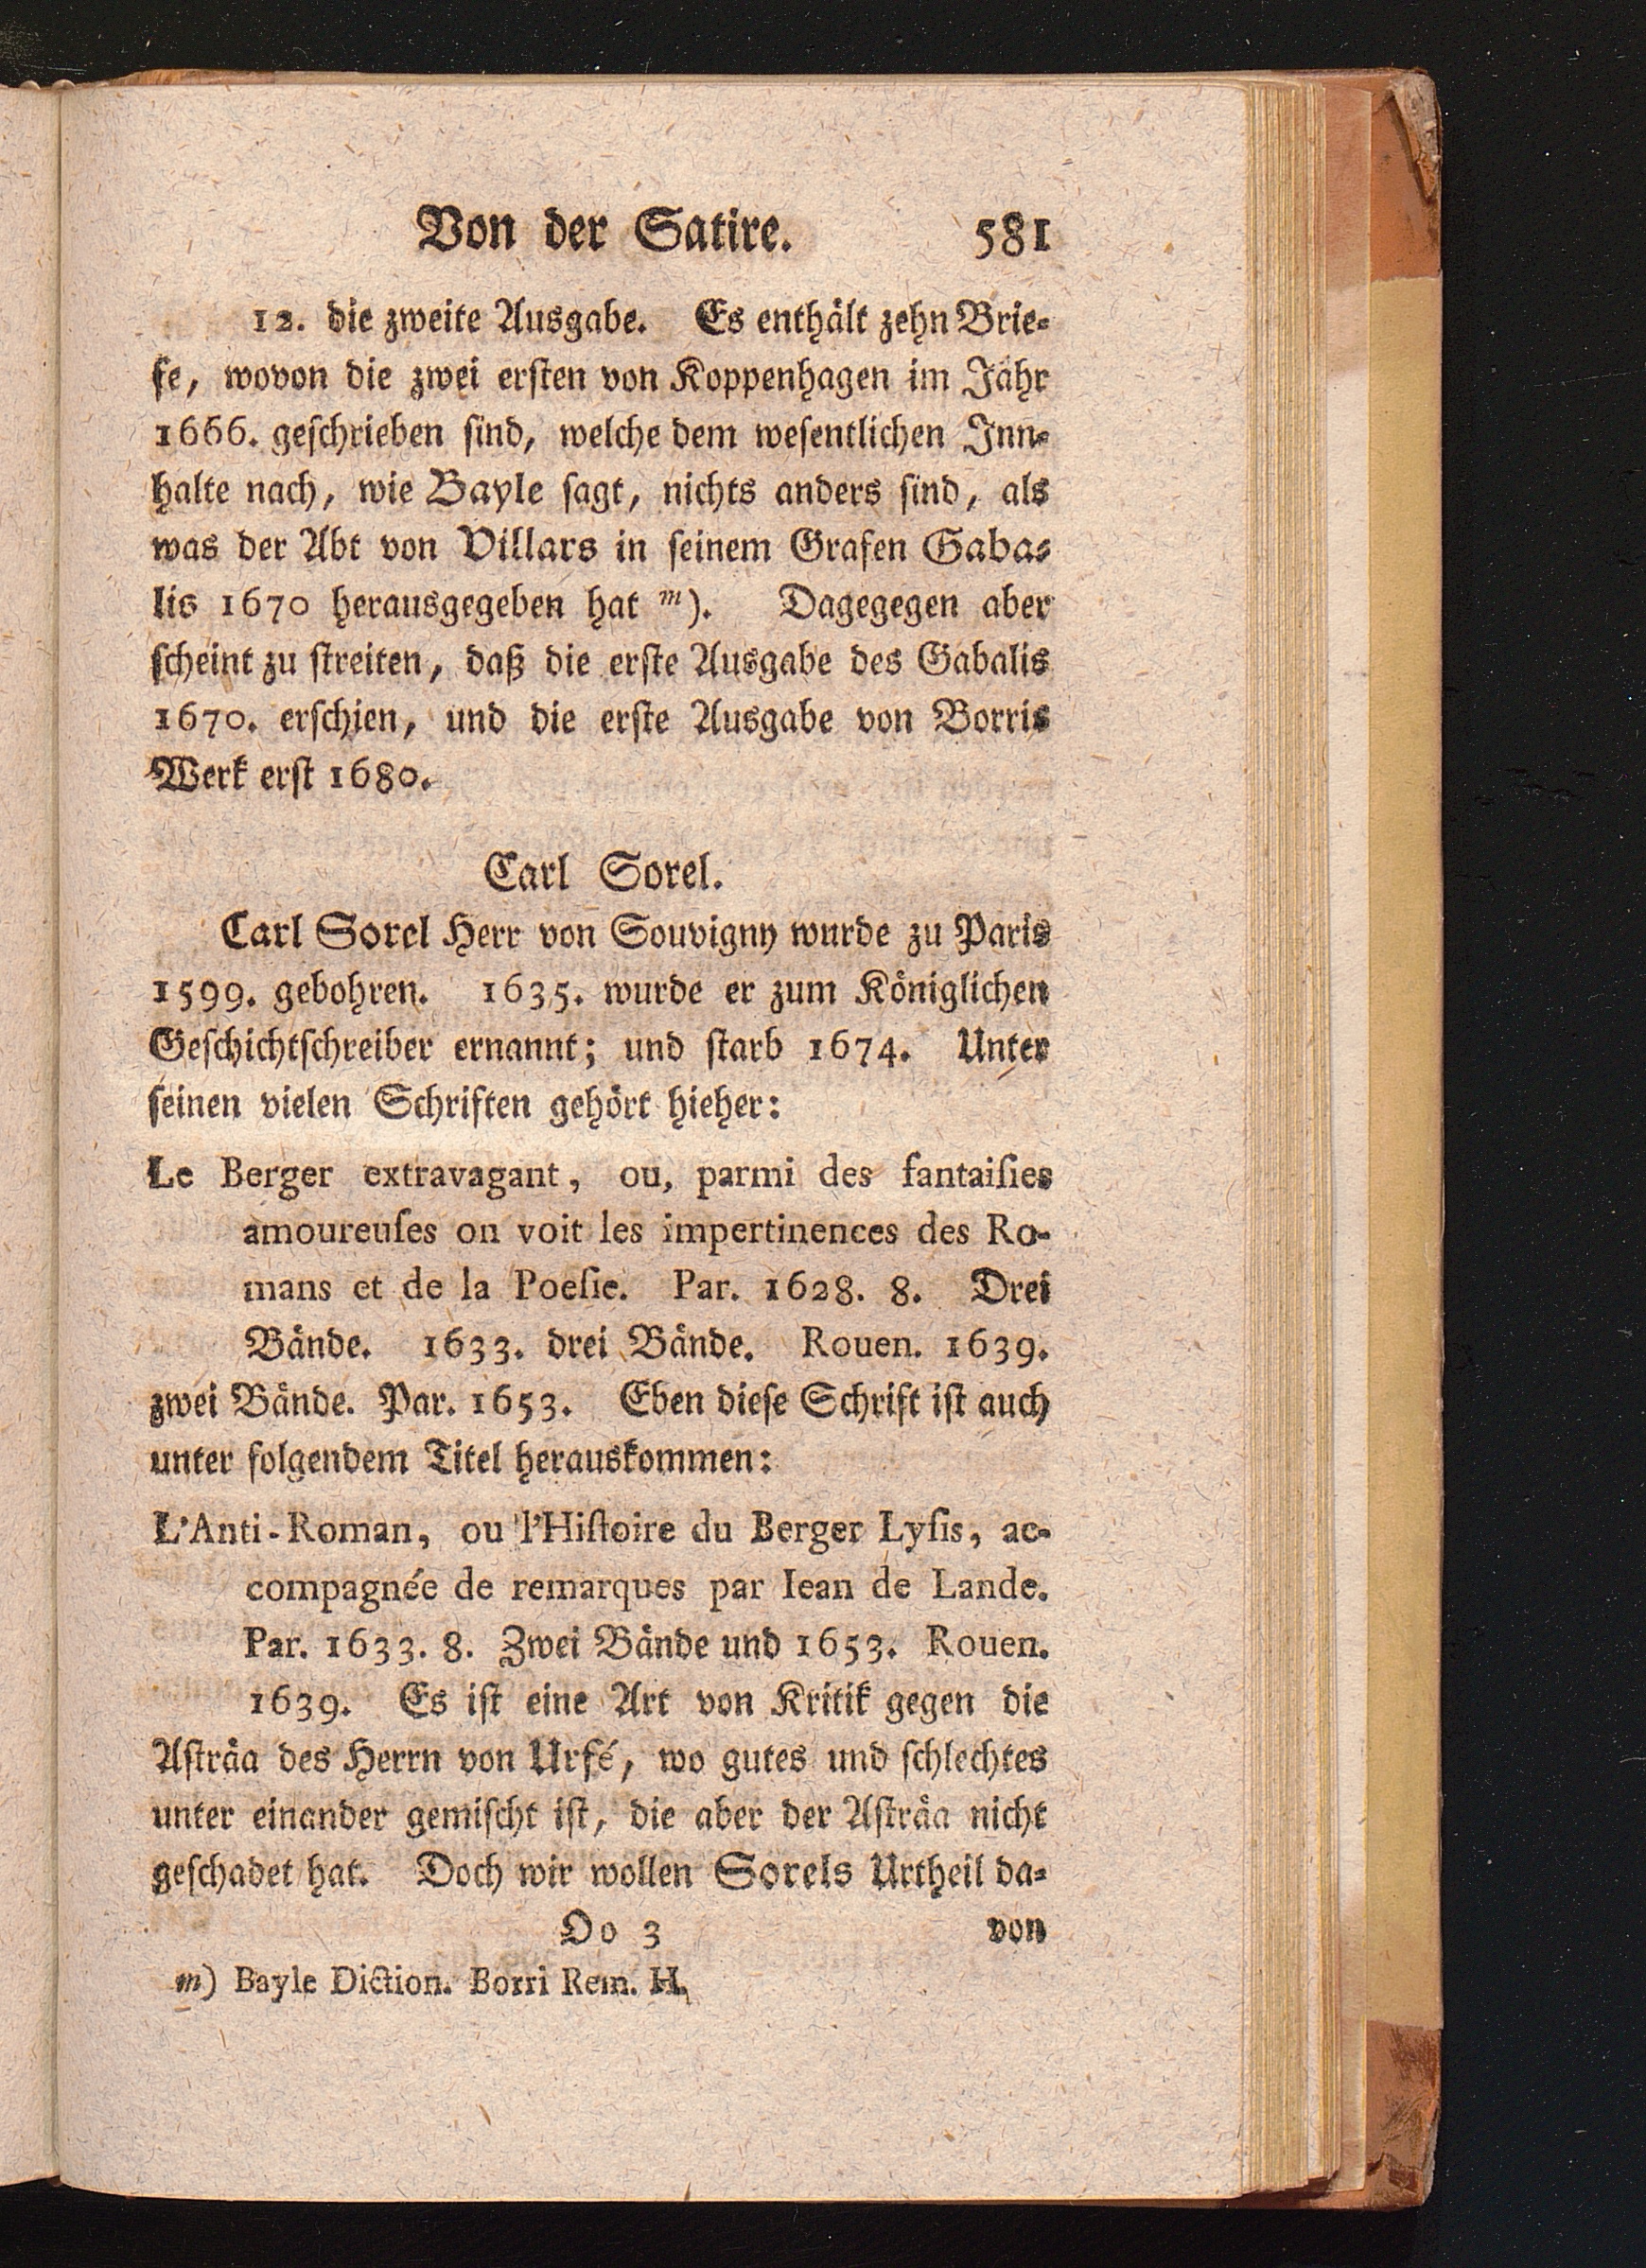 Von der Satire. 581
12. die zweite Ausgabe. Es enthält zehn Brie-
fe, wovon die zwei ersten von Koppenhagen im Jahr
1666. geschrieben sind, welche dem wesentlichen Inn-
halte nach, wie Bayle sagt, nichts anders sind, als
was der Abt von Villars in seinem Grafen Gaba-
lis 1670 herausgegeben hat m). Dagegegen aber
scheint zu streiten, daß die erste Ausgabe des Gabalis
1670. erschien, und die erste Ausgabe von Borris
Werk erst 1680.
Carl Sorel.
Carl Sorel Herr von Souvigny wurde zu Paris
1599. gebohren. 1635. wurde er zum Königlichen
Geschichtschreiber ernannt; und starb 1674. Unter
seinen vielen Schriften gehört hieher:
Le Berger extravagant, ou, parmi des fantaiſies
amoureuſes on voit les impertinences des Ro-
mans et de la Poeſie. Par. 1628. 8. Drei
Bände. 1633. drei Bände. Rouen. 1639.
zwei Bände. Par. 1653. Eben diese Schrift ist auch
unter folgendem Titel herauskommen:
L'Anti-Roman, ou l'Hiſtoire du Berger Lyſis, ac-
compagnée de remarques par Iean de Lande.
Par. 1633. 8. Zwei Bände und 1653. Rouen.
1639. Es ist eine Art von Kritik gegen die
Asträa des Herrn von Urfé, wo gutes und schlechtes
unter einander gemischt ist, die aber der Asträa nicht
geschadet hat. Doch wir wollen Sorels Urtheil da-
Oo 3 von
m) Bayle Diction. Borri Rem. H.